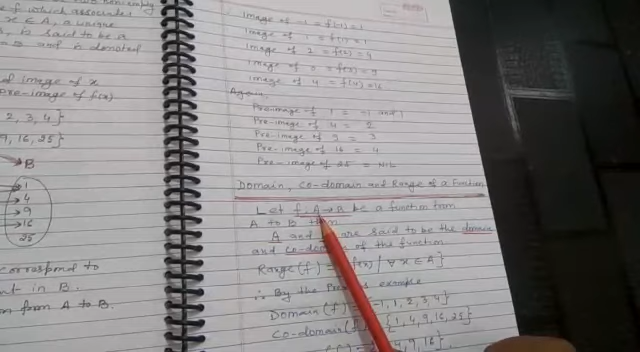 of which associates
x ∈ A, a unique
is said to be a
and is denoted
of image of x
Pre-image of f(x)
2, 3, 4}
9, 16, 25}
B
1
4
9
16
25
correspond to
in B.
from A to B.
Image of -1 = f(-1) = 1
Image of 1 = f(1) = 1
Image of 2 = f(2) = 4
Image of
Image of 4 = f(4) =
Again
Pre-image of 1 = -1 and 1
Pre-image of 4 = 2
Pre-image of 9 = 3
Pre-image of 16 = 4
Pre-image of 25 = NIL
Domain, Co-domain and Range of a Function
Let f: A→B be a function from
A to B then
A and are said to be the domain
and Co-domain of the function
Range (f) = f(x) | ∀ x ∈ A}
∴ By the Previous example
Domain (f) = {-1, 1, 2, 3, 4}
Co-domain (f) = {1, 4, 9, 16, 25}
4, 9, 16}